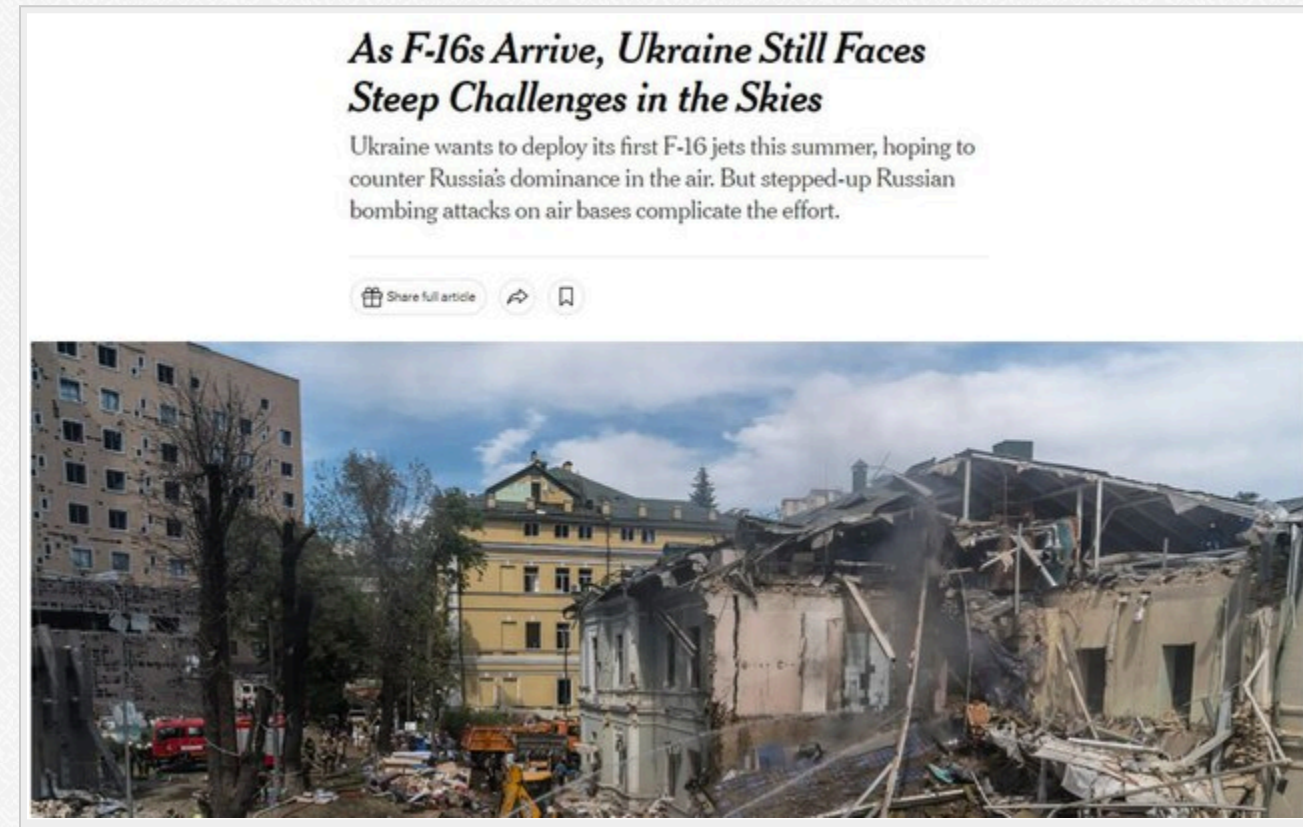 As F-16s Arrive, Ukraine Still Faces
Steep Challenges in the Skies
Ukraine wants to deploy its first F-16 jets this summer, hoping to
counter Russia's dominance in the air. But stepped-up Russian
bombing attacks on air bases complicate the effort.
Share full article